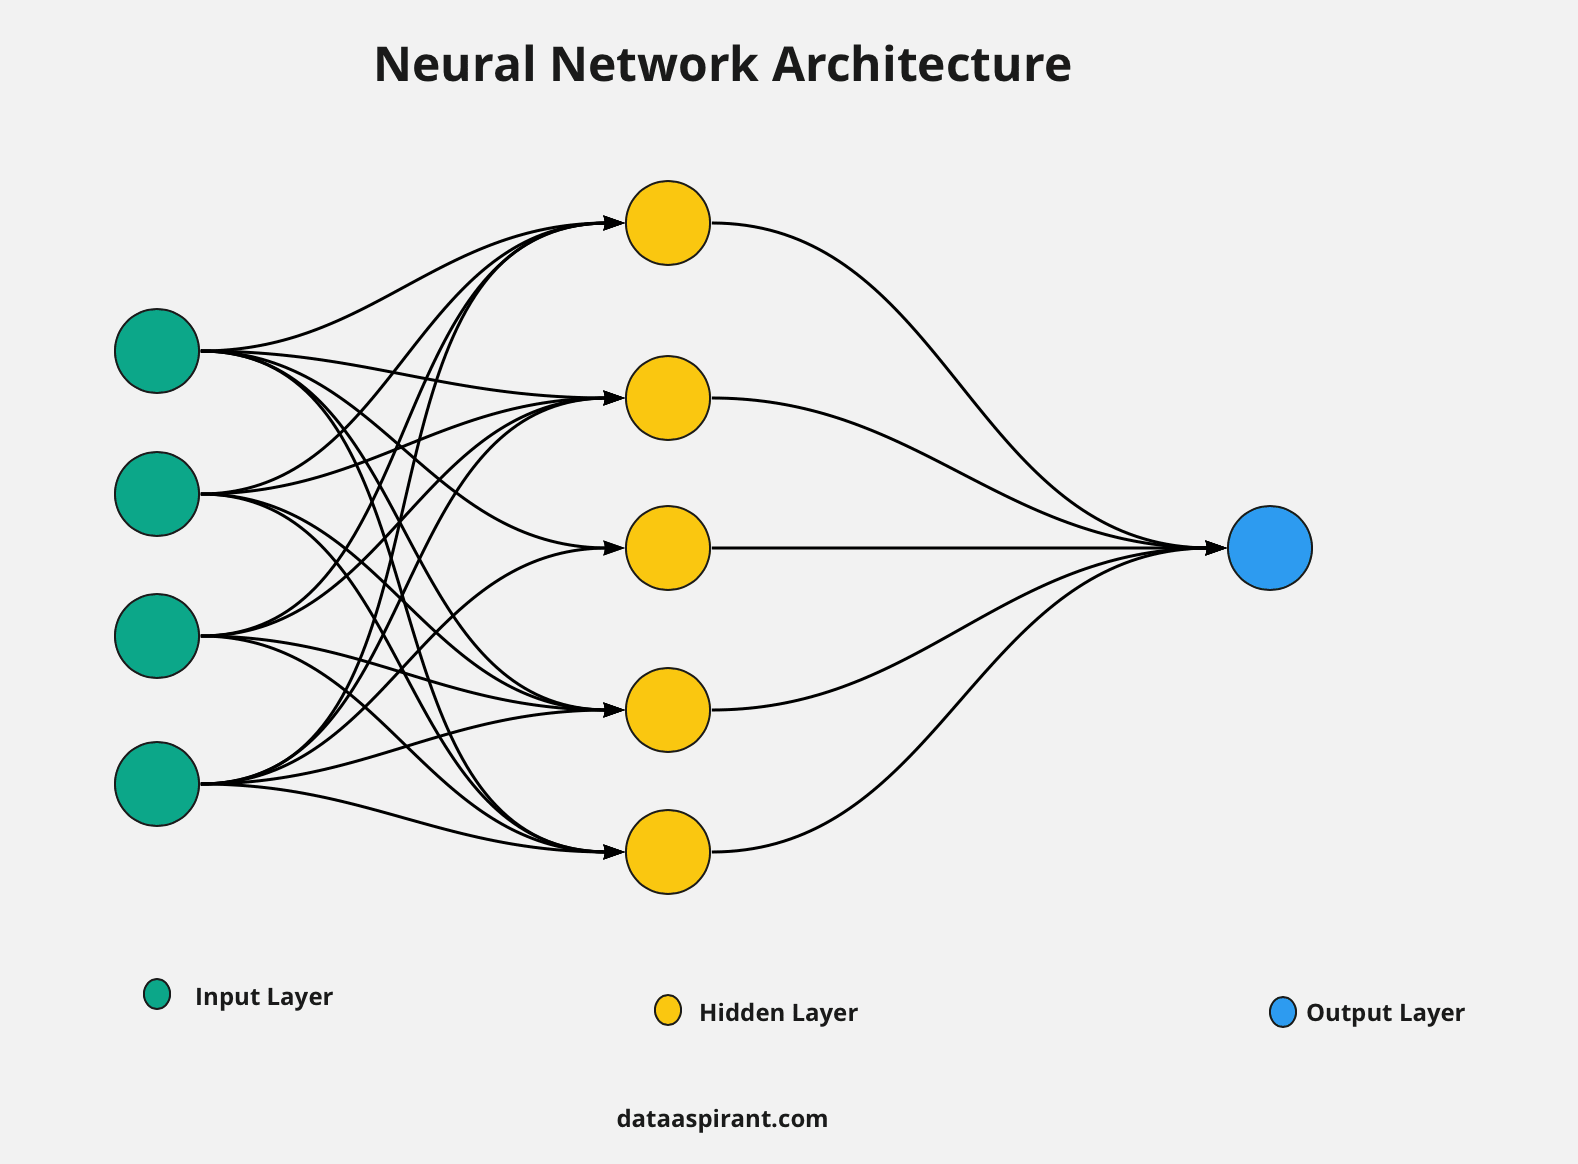 Neural Network Architecture
Input Layer
Hidden Layer
Output Layer
dataaspirant.com